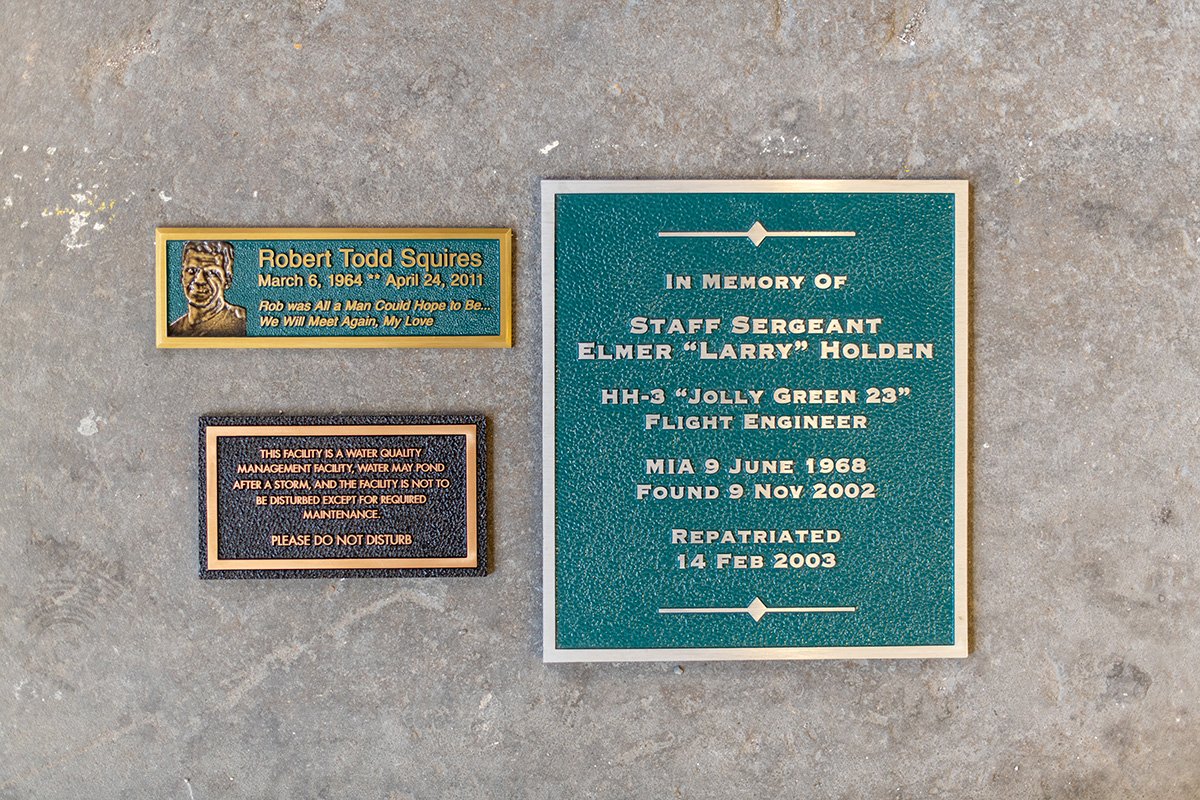 Robert Todd Squires
March 6, 1964 ** April 24, 2011
Rob was All a Man Could Hope to Be...
We Will Meet Again, My Love
THIS FACILITY IS A WATER QUALITY
MANAGEMENT FACILITY, WATER MAY POND
AFTER A STORM, AND THE FACILITY IS NOT TO
BE DISTURBED EXCEPT FOR REQUIRED
MAINTENANCE.
PLEASE DO NOT DISTURB
In Memory Of
Staff Sergeant
Elmer “Larry” Holden
HH-3 “Jolly Green 23”
Flight Engineer
MIA 9 June 1968
Found 9 Nov 2002
Repatriated
14 Feb 2003